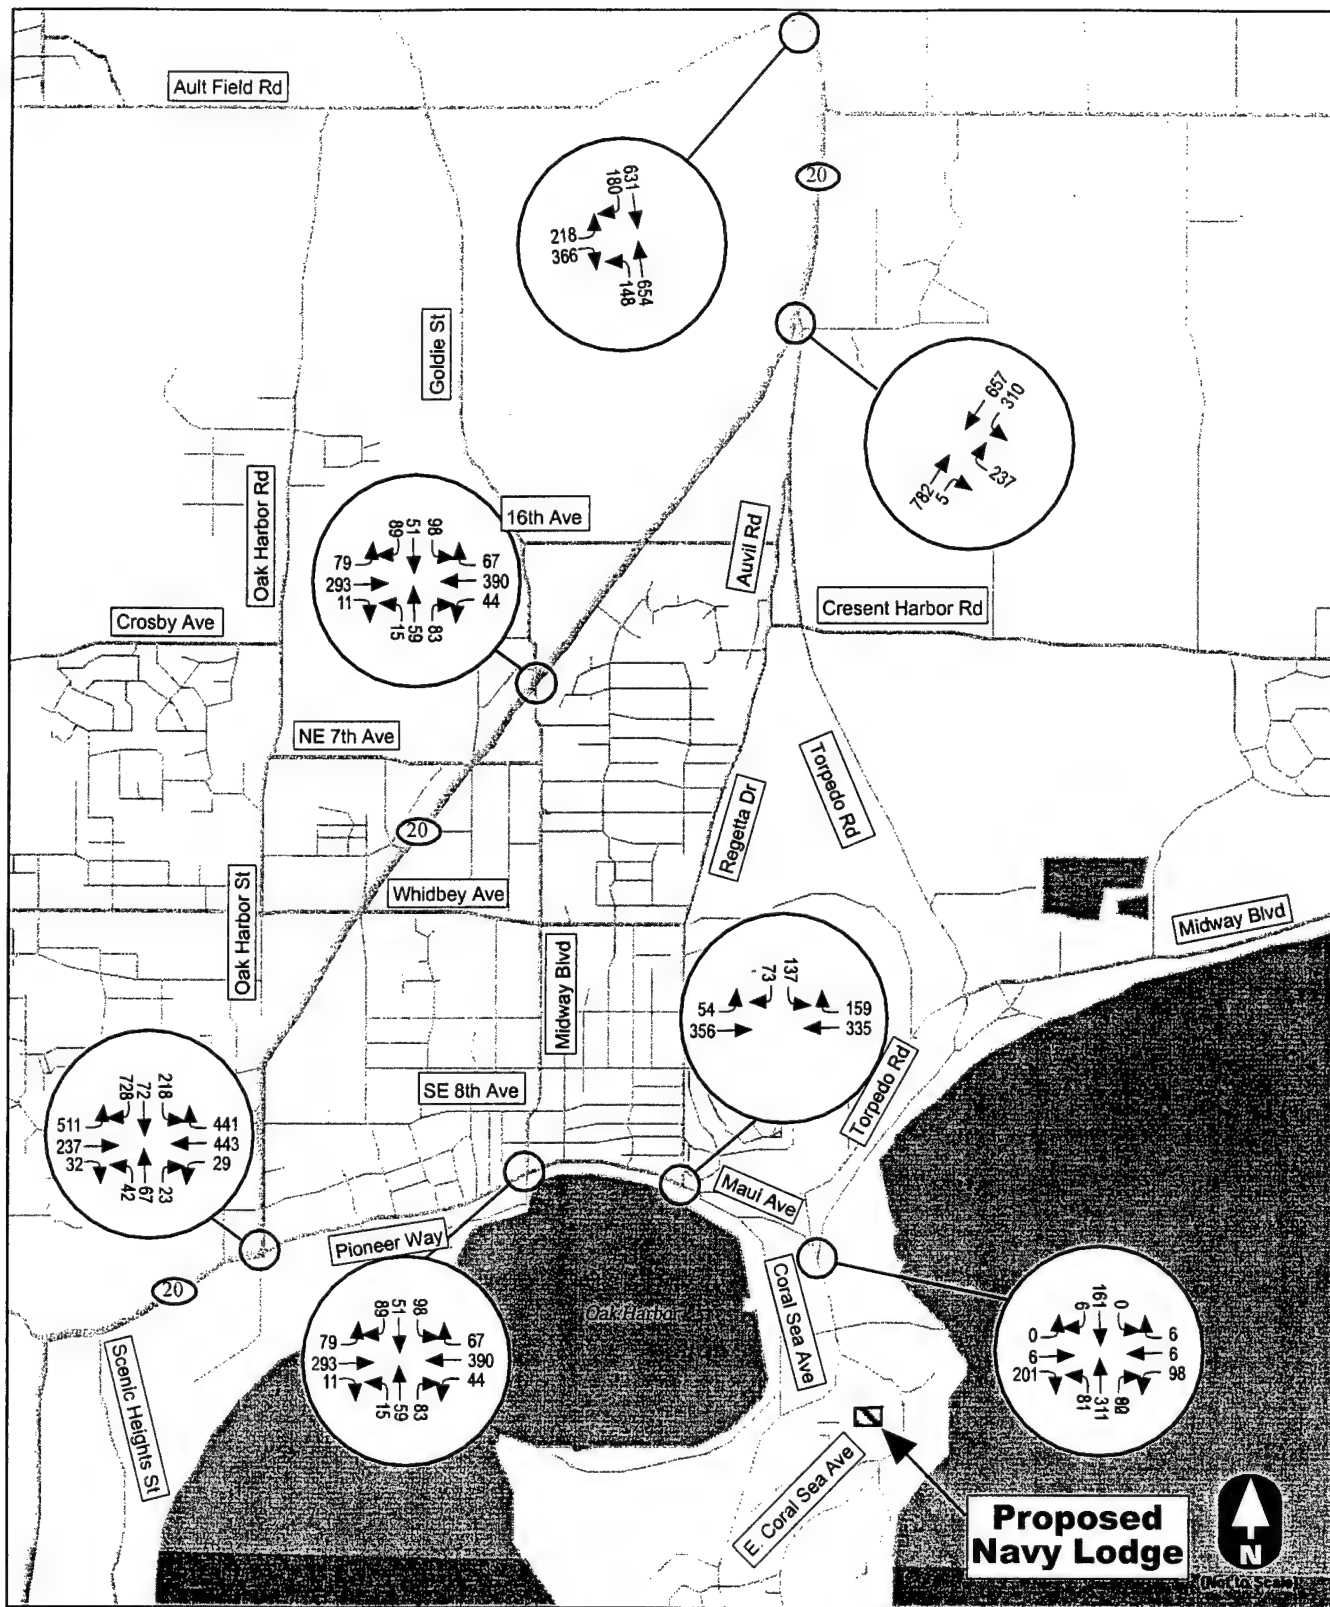 Ault Field Rd
20
631
180
218
366
148
654
Goldie St
657
310
237
782
5
Oak Harbor Rd
16th Ave
Auvil Rd
89
51
98
79
293
11
67
390
44
15
59
83
Crosby Ave
Cresent Harbor Rd
NE 7th Ave
Torpedo Rd
Regetta Dr
20
Whidbey Ave
Oak Harbor St
Midway Blvd
Midway Blvd
73
137
54
356
159
335
Torpedo Rd
SE 8th Ave
728
72
218
511
237
32
441
443
29
42
67
23
Maui Ave
Pioneer Way
20
Coral Sea Ave
Oak Harbor
89
51
98
79
293
11
67
390
44
15
59
83
6
161
0
0
6
201
6
6
98
81
311
Scenic Heights St
E. Coral Sea Ave
Proposed
Navy Lodge
N
(Not to Scale)